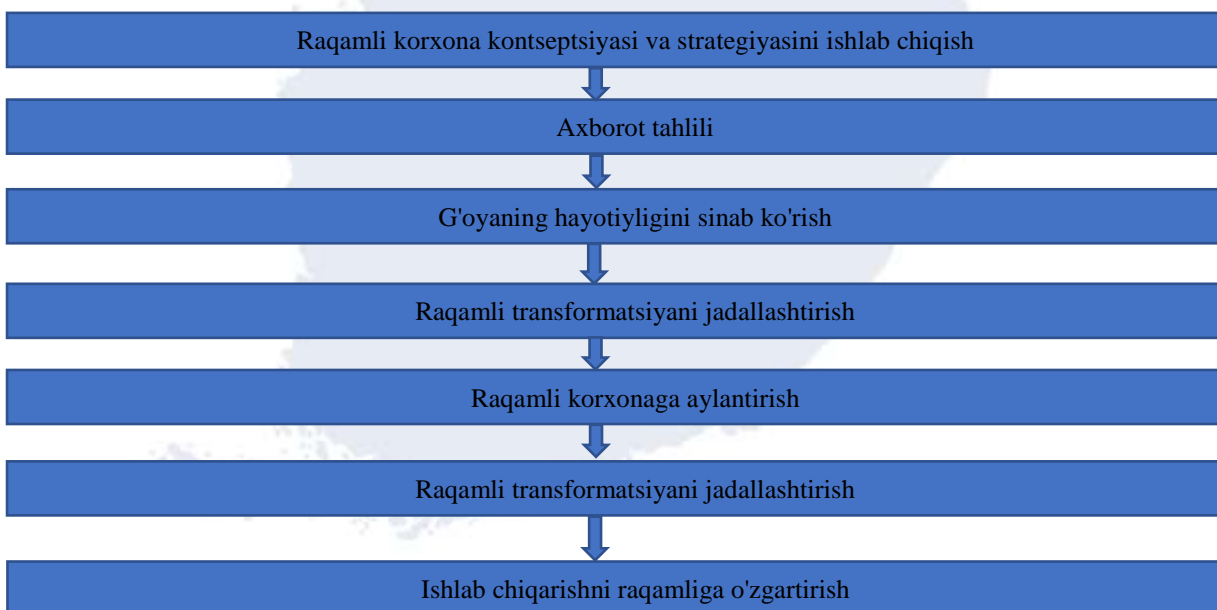 Raqamli korxona kontseptsiyasi va strategiyasini ishlab chiqish
Axborot tahlili
G'oyaning hayotiyligini sinab ko'rish
Raqamli transformatsiyani jadallashtirish
Raqamli korxonaga aylantirish
Raqamli transformatsiyani jadallashtirish
Ishlab chiqarishni raqamliga o'zgartirish